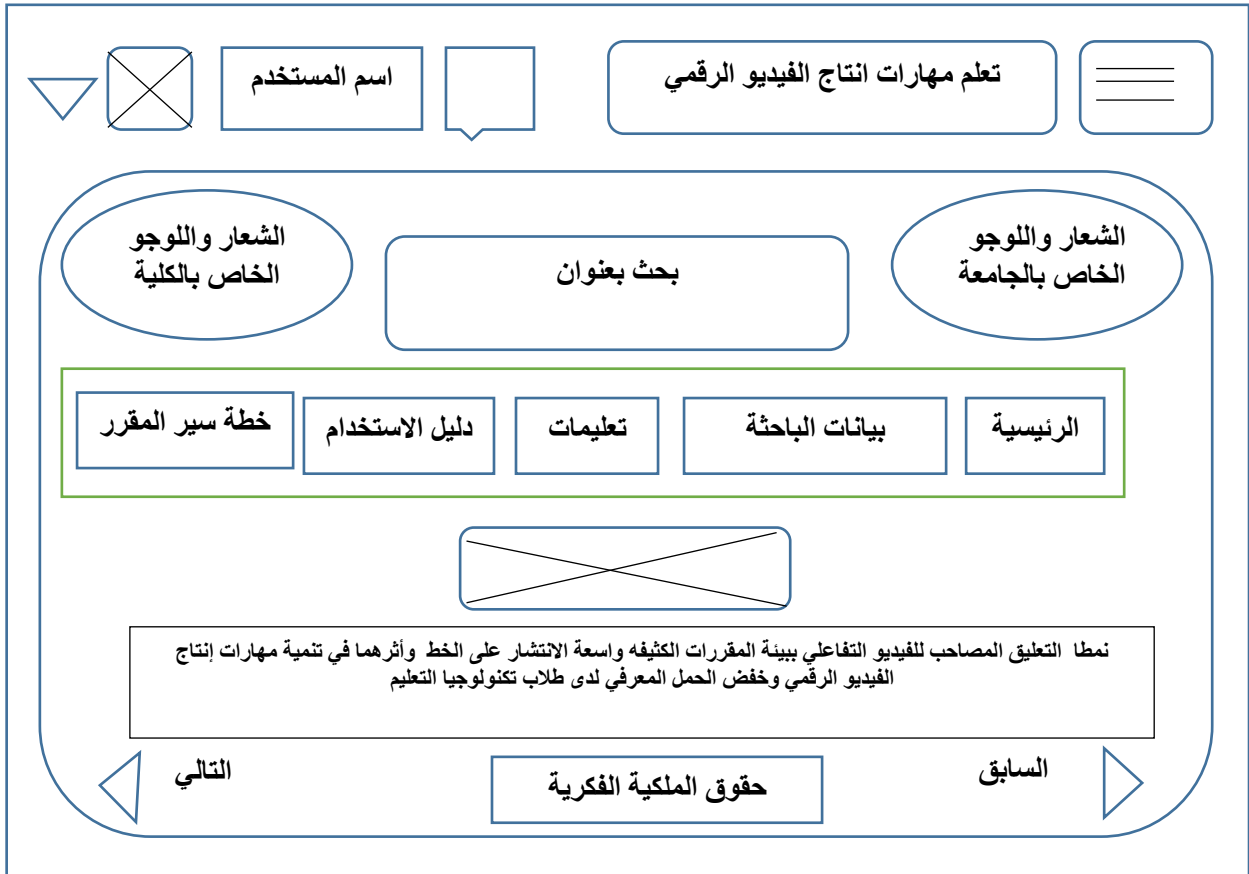 تعلم مهارات انتاج الفيديو الرقمي
اسم المستخدم
الشعار واللوجو
الخاص بالجامعة
بحث بعنوان
الشعار واللوجو
الخاص بالكلية
الرئيسية
بيانات الباحثة
تعليمات
دليل الاستخدام
خطة سير المقرر
نمطا التعليق المصاحب للفيديو التفاعلي ببيئة المقررات الكثيفه واسعة الانتشار على الخط وأثرهما في تنمية مهارات إنتاج
الفيديو الرقمي وخفض الحمل المعرفي لدى طلاب تكنولوجيا التعليم
السابق
حقوق الملكية الفكرية
التالي